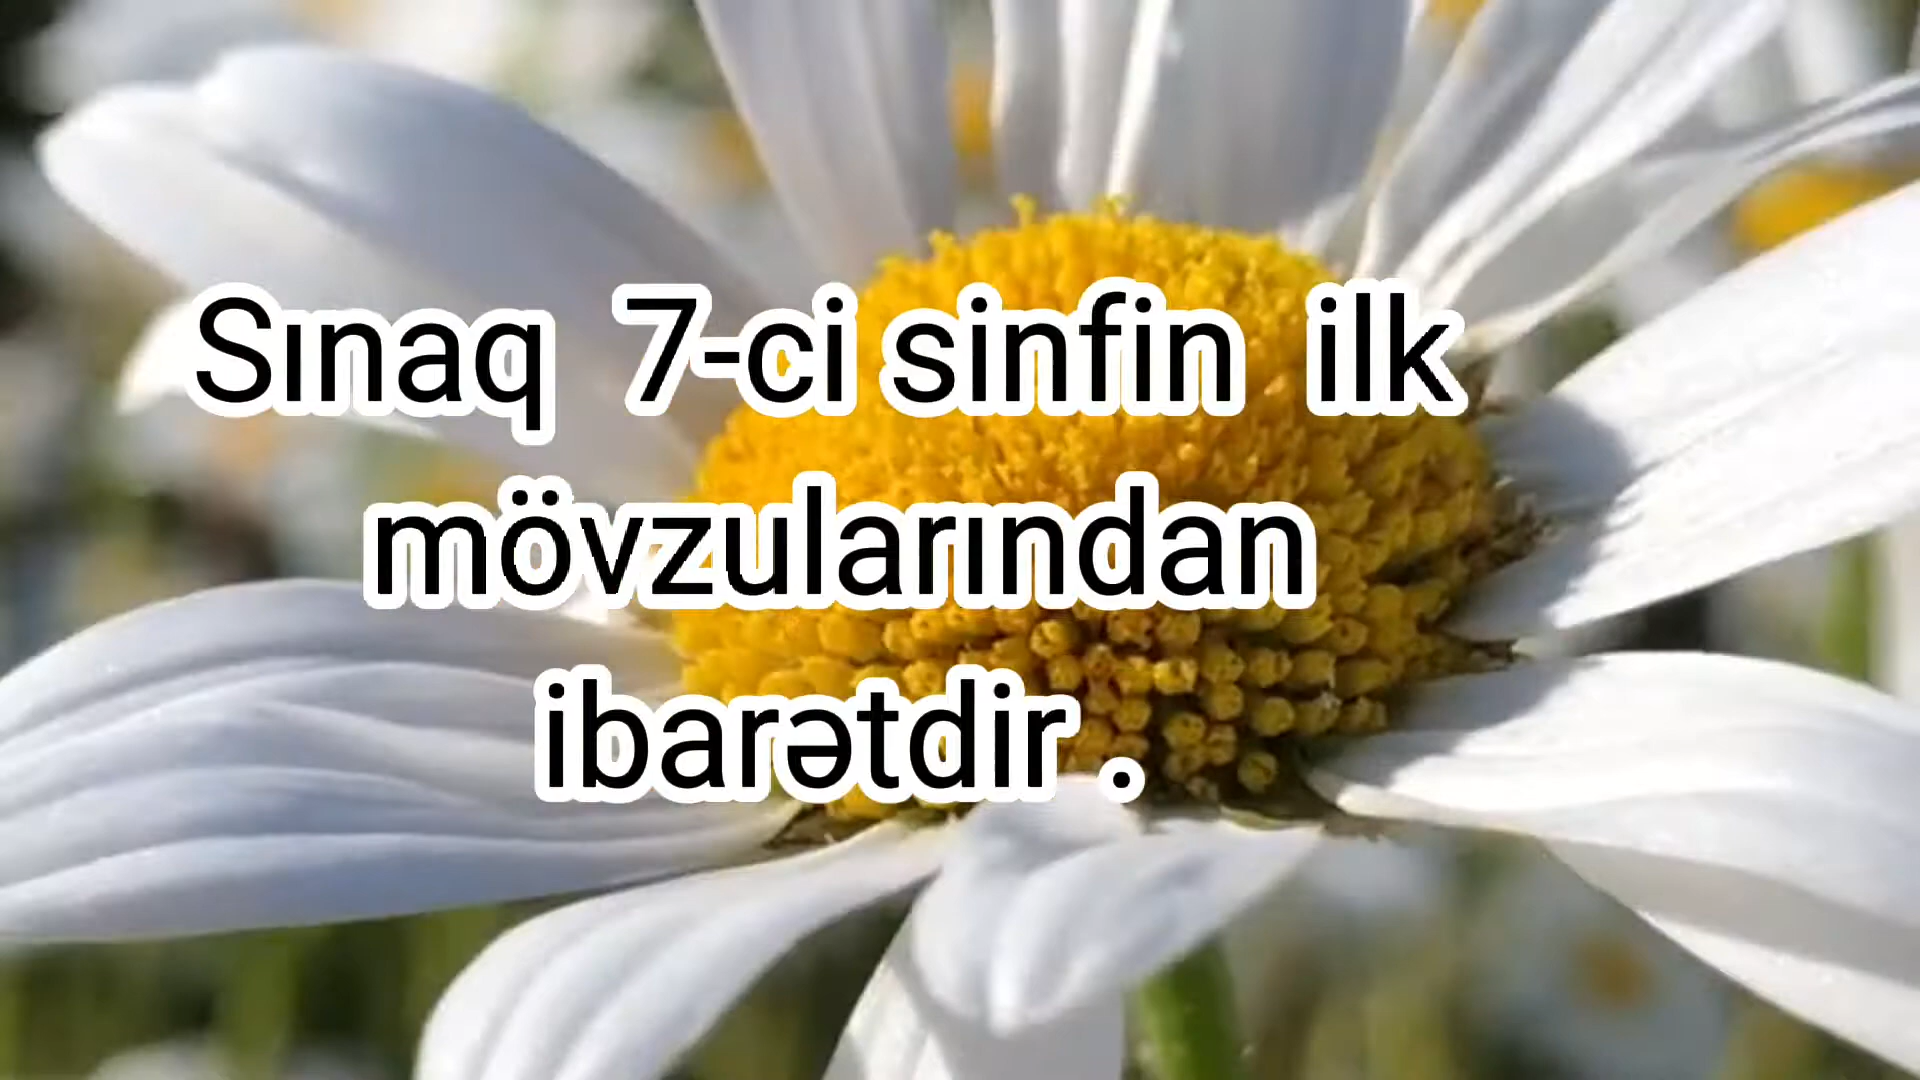 Sınaq 7-ci sinfin ilk
mövzularından
ibarətdir .